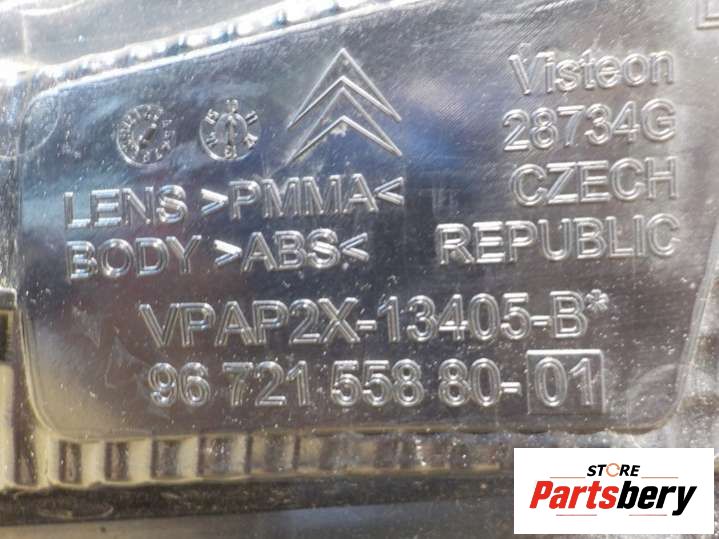 Visteon
28734G
CZECH
REPUBLIC
LENS >PMMA<
BODY >ABS<
VPAP2X-13405-B*
96 721 558 80-01
STORE
Partsbery